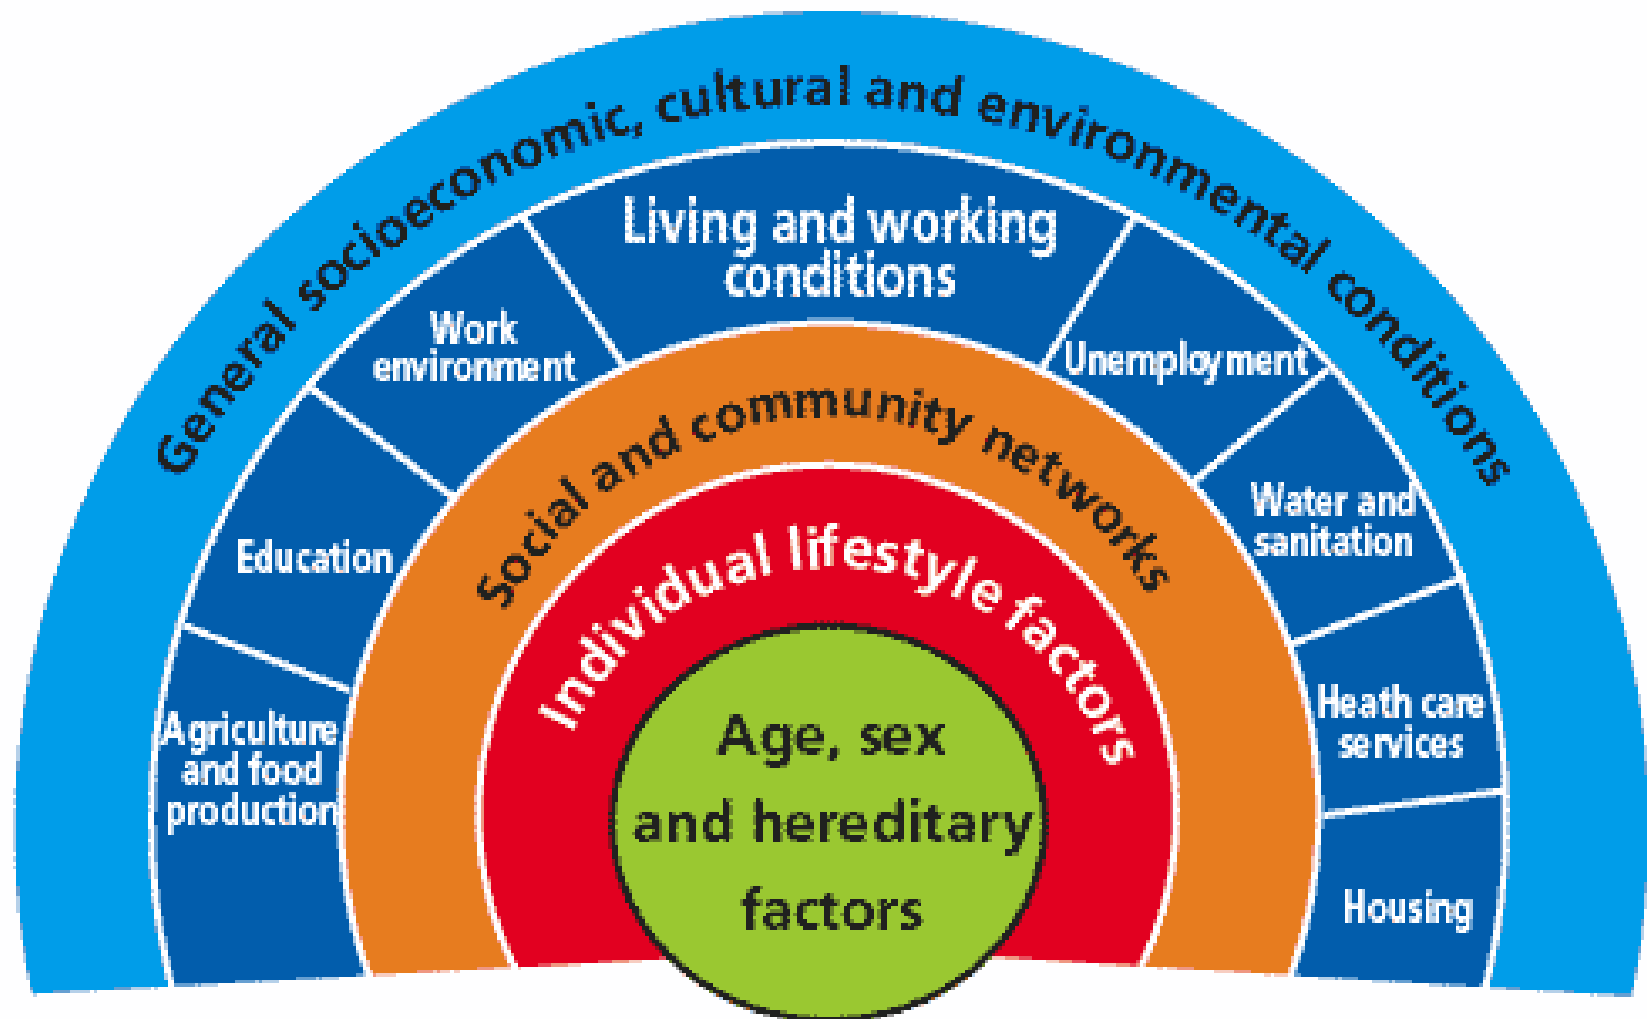 General socioeconomic, cultural and environmental conditions
Living and working
conditions
Work
environment
Unemployment
Education
Water and
sanitation
Agriculture
and food
production
Heath care
services
Housing
Social and community networks
Individual lifestyle factors
Age, sex
and hereditary
factors